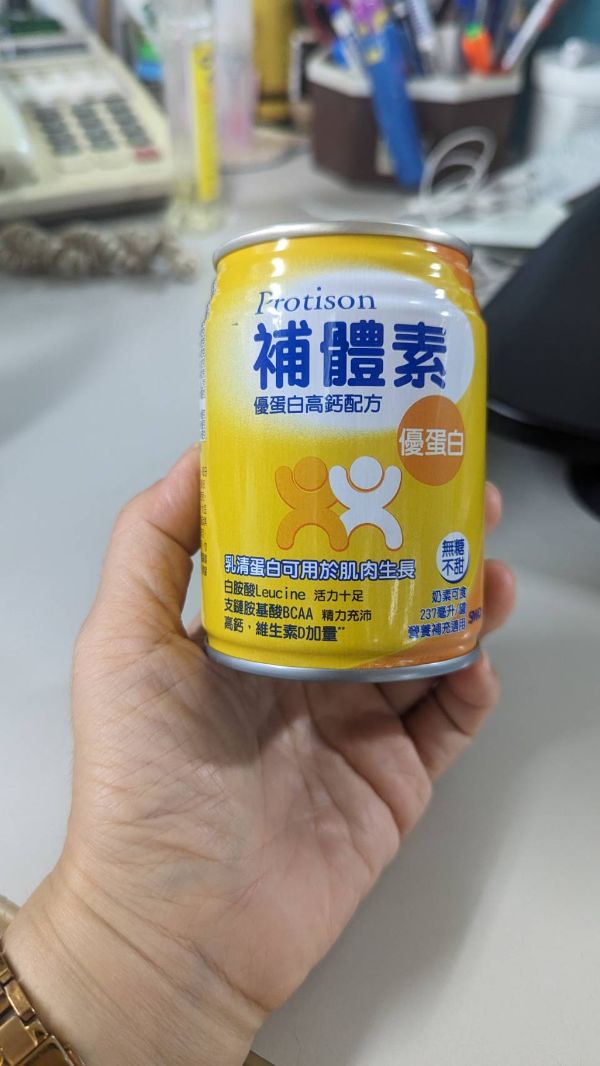 Protison
補體素
優蛋白高鈣配方
優蛋白
乳清蛋白可用於肌肉生長
白胺酸Leucine 活力十足
支鏈胺基酸BCAA 精力充沛
高鈣，維生素D加量**
無糖
不甜
奶素可食
237毫升/罐
營養補充適用